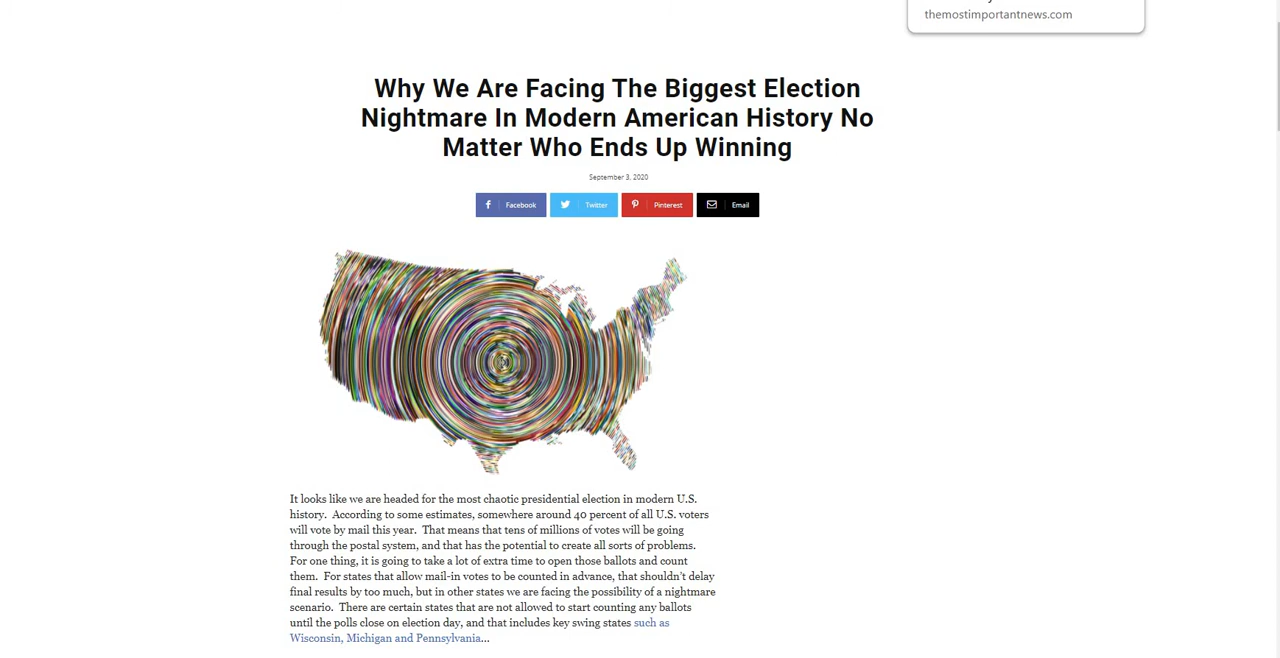 themostimportantnews.com
Why We Are Facing The Biggest Election
Nightmare In Modern American History No
Matter Who Ends Up Winning
September 3, 2020
Facebook
Twitter
Pinterest
Email
It looks like we are headed for the most chaotic presidential election in modern U.S.
history.  According to some estimates, somewhere around 40 percent of all U.S. voters
will vote by mail this year.  That means that tens of millions of votes will be going
through the postal system, and that has the potential to create all sorts of problems.
For one thing, it is going to take a lot of extra time to open those ballots and count
them.  For states that allow mail-in votes to be counted in advance, that shouldn't delay
final results by too much, but in other states we are facing the possibility of a nightmare
scenario.  There are certain states that are not allowed to start counting any ballots
until the polls close on election day, and that includes key swing states such as
Wisconsin, Michigan and Pennsylvania...